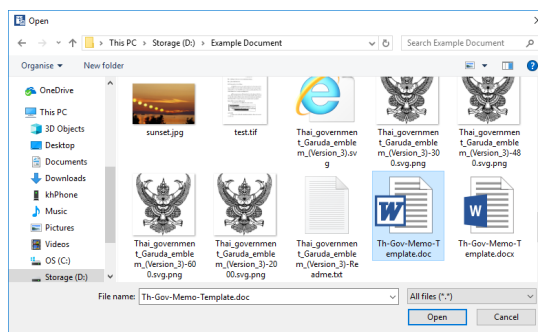 Open
This PC > Storage (D:) > Example Document
Search Example Document
Organise
New folder
OneDrive
This PC
3D Objects
Desktop
Documents
Downloads
khPhone
Music
Pictures
Videos
OS (C:)
Storage (D:)
sunset.jpg
test.tif
Thai_governmen
t_Garuda_emble
m_(Version_3).sv
g
Thai_governmen
t_Garuda_emble
m_(Version_3)-30
0.svg.png
Thai_governmen
t_Garuda_emble
m_(Version_3)-48
0.svg.png
Thai_governmen
t_Garuda_emble
m_(Version_3)-60
0.svg.png
Thai_governmen
t_Garuda_emble
m_(Version_3)-20
00.svg.png
Thai_governmen
t_Garuda_emble
m_(Version_3)-Re
adme.txt
Th-Gov-Memo-T
emplate.doc
Th-Gov-Memo-T
emplate.docx
File name: Th-Gov-Memo-Template.doc
All files (*.*)
Open
Cancel